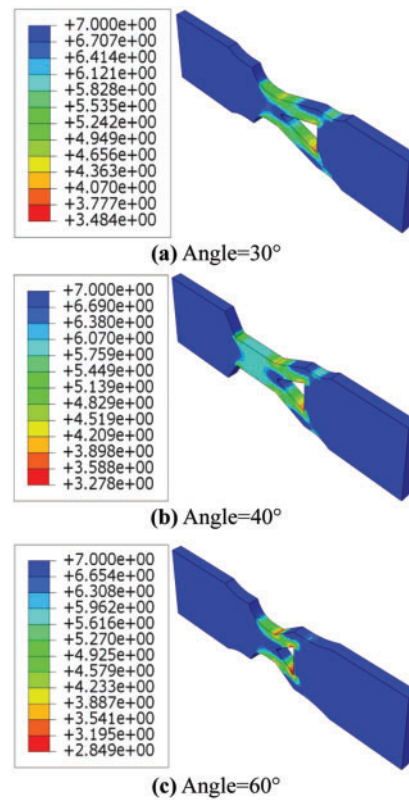 +7.000e+00
+6.707e+00
+6.414e+00
+6.121e+00
+5.828e+00
+5.535e+00
+5.242e+00
+4.949e+00
+4.656e+00
+4.363e+00
+4.070e+00
+3.777e+00
+3.484e+00
(a) Angle=30°
+7.000e+00
+6.690e+00
+6.380e+00
+6.070e+00
+5.759e+00
+5.449e+00
+5.139e+00
+4.829e+00
+4.519e+00
+4.209e+00
+3.898e+00
+3.588e+00
+3.278e+00
(b) Angle=40°
+7.000e+00
+6.654e+00
+6.308e+00
+5.962e+00
+5.616e+00
+5.270e+00
+4.925e+00
+4.579e+00
+4.233e+00
+3.887e+00
+3.541e+00
+3.195e+00
+2.849e+00
(c) Angle=60°